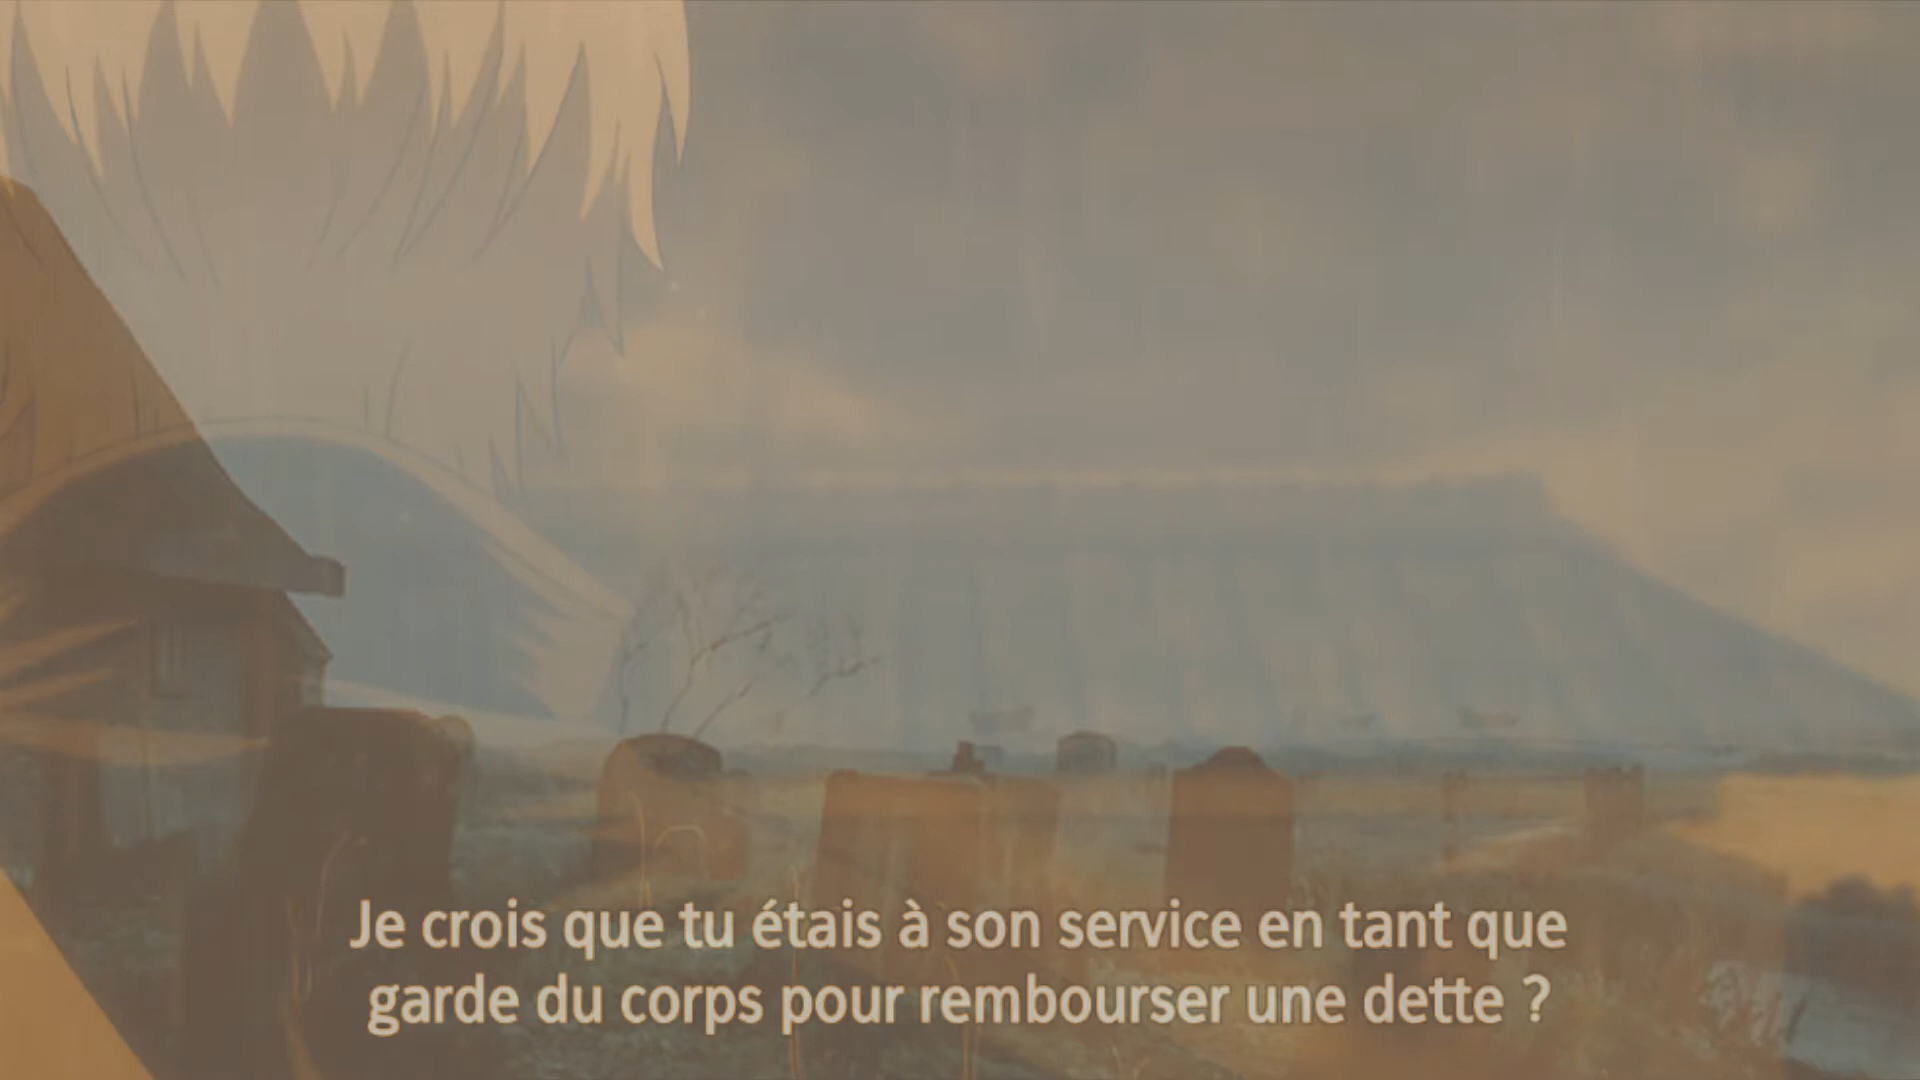 Je crois que tu étais à son service en tant que
garde du corps pour rembourser une dette ?